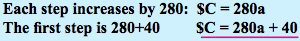 Each step increases by 280: $C = 280a
The first step is 280+40 $C = 280a + 40